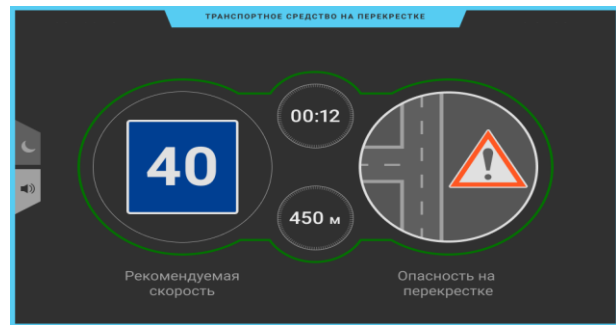 ТРАНСПОРТНОЕ СРЕДСТВО НА ПЕРЕКРЕСТКЕ
40
00:12
450 м
Рекомендуемая
скорость
Опасность на
перекрестке